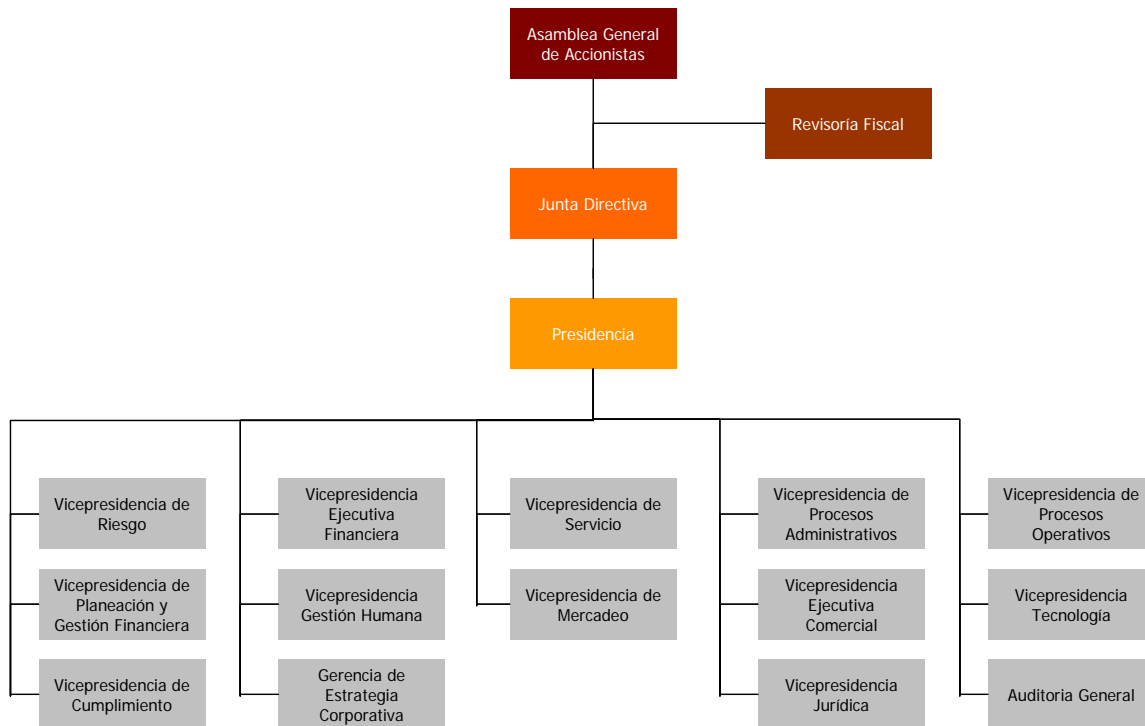 Asamblea General
de Accionistas
Revisoría Fiscal
Junta Directiva
Presidencia
Vicepresidencia de
Riesgo
Vicepresidencia
Ejecutiva
Financiera
Vicepresidencia de
Servicio
Vicepresidencia de
Procesos
Administrativos
Vicepresidencia de
Procesos
Operativos
Vicepresidencia de
Planeación y
Gestión Financiera
Vicepresidencia
Gestión Humana
Vicepresidencia de
Mercadeo
Vicepresidencia
Ejecutiva
Comercial
Vicepresidencia
Tecnología
Vicepresidencia de
Cumplimiento
Gerencia de
Estrategia
Corporativa
Vicepresidencia
Jurídica
Auditoria General